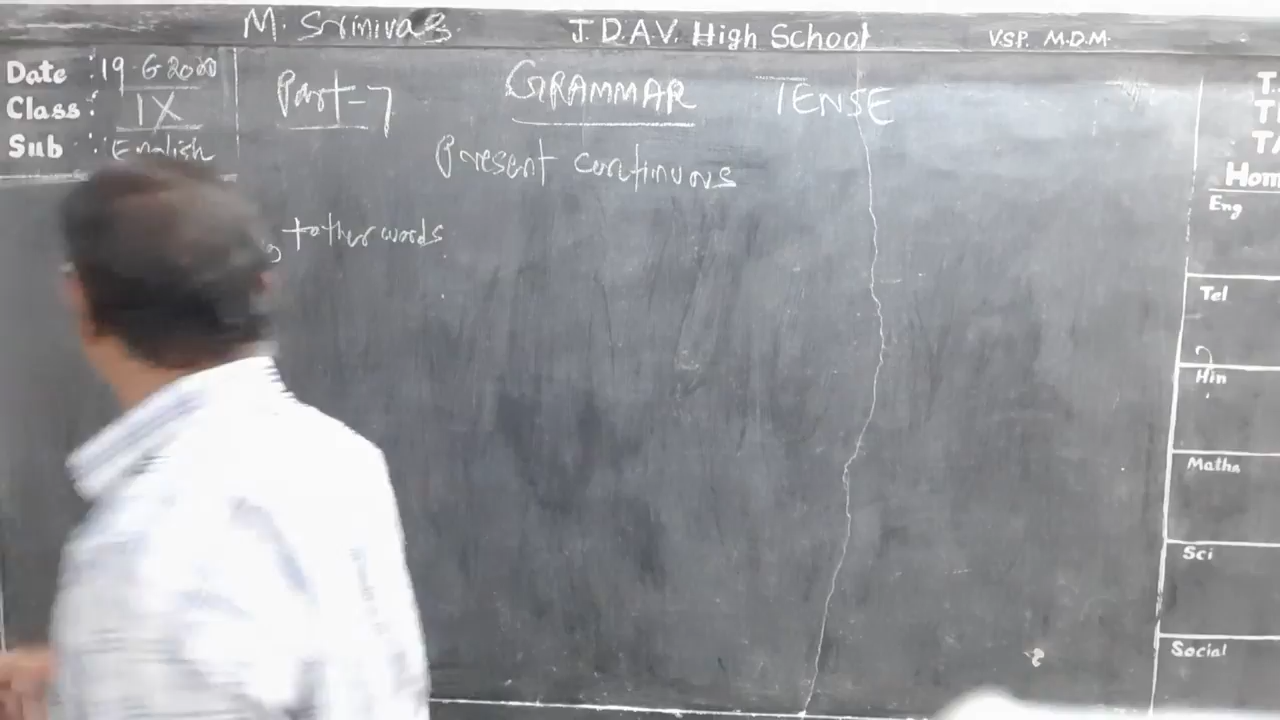 M. Srinivas J.D.A.V. High School V.S.P. M.D.M.
Date : 19-6-2020
Class : IX
Sub : English
Part-7 GRAMMAR TENSE
Present continuous
+ other words
Hom
Eng
Tel
Hin
Maths
Sci
Social